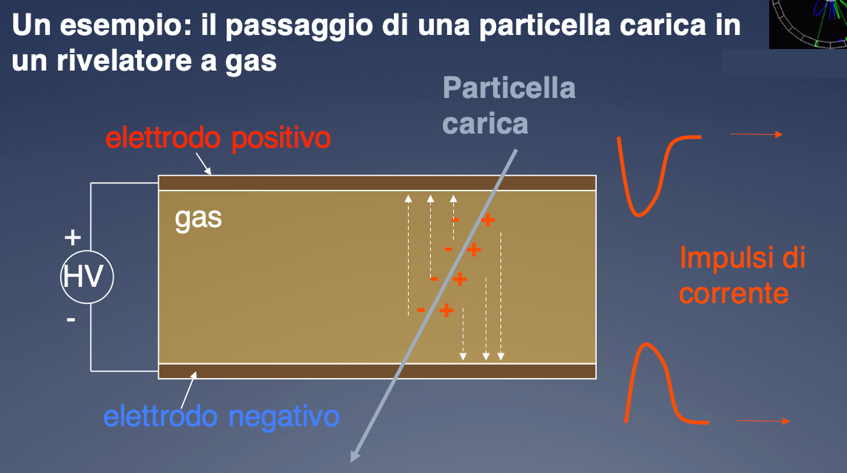 Un esempio: il passaggio di una particella carica in
un rivelatore a gas
Particella
carica
elettrodo positivo
gas
+
HV
-
- +
- +
- +
- +
Impulsi di
corrente
elettrodo negativo